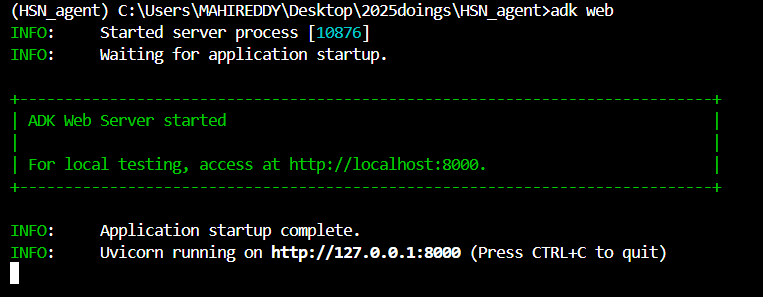 (HSN_agent) C:\Users\MAHIREDDY\Desktop\2025doings\HSN_agent>adk web
INFO:     Started server process [10876]
INFO:     Waiting for application startup.
+-----------------------------------------------------------------------------+
| ADK Web Server started                                                      |
|                                                                             |
| For local testing, access at http://localhost:8000.                         |
+-----------------------------------------------------------------------------+
INFO:     Application startup complete.
INFO:     Uvicorn running on http://127.0.0.1:8000 (Press CTRL+C to quit)